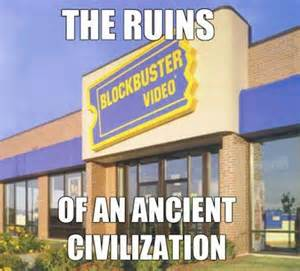 THE RUINS
BLOCKBUSTER
VIDEO
OF AN ANCIENT
CIVILIZATION